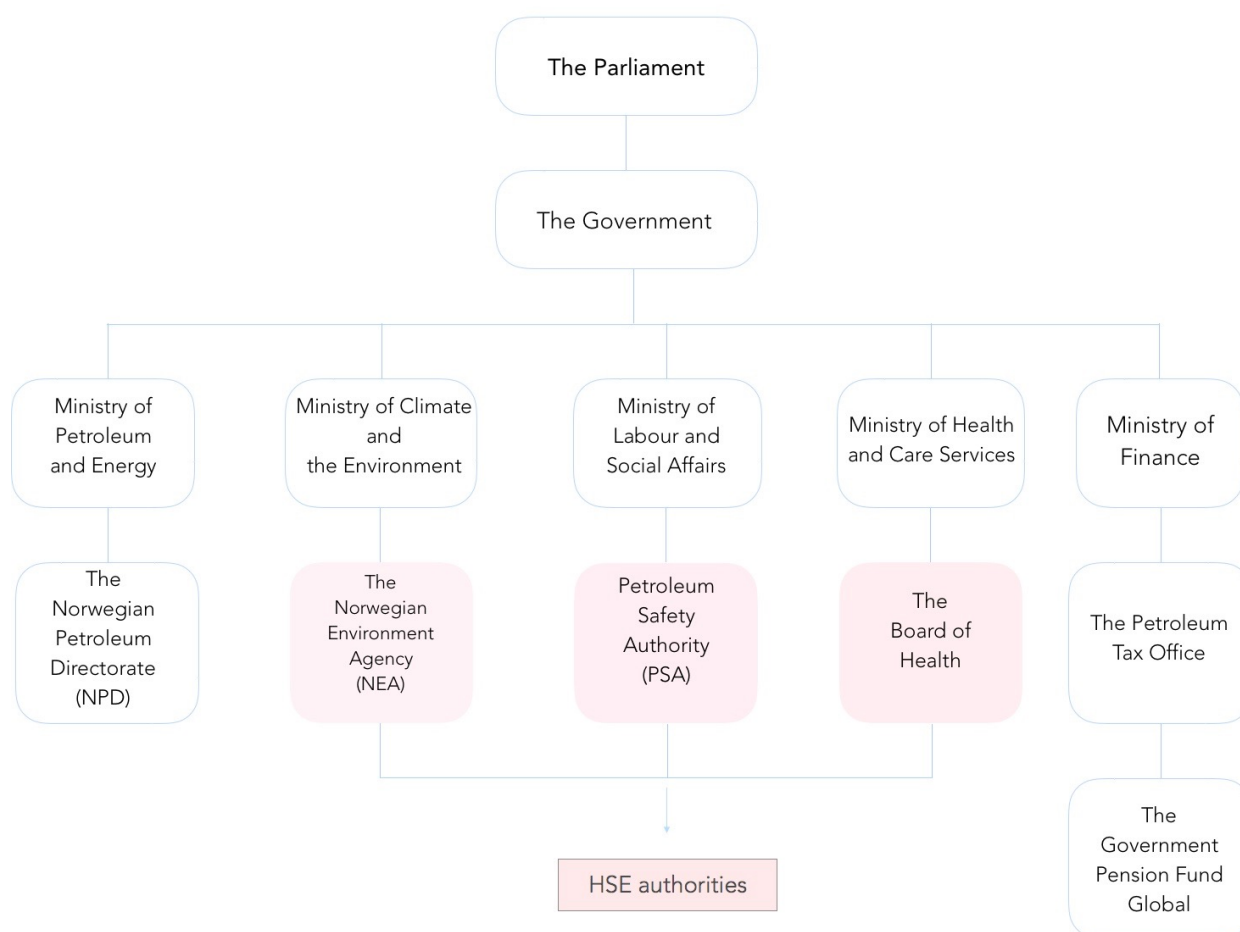 The Parliament
The Government
Ministry of
Petroleum
and Energy
Ministry of Climate
and
the Environment
Ministry of
Labour and
Social Affairs
Ministry of Health
and Care Services
Ministry of
Finance
The
Norwegian
Petroleum
Directorate
(NPD)
The
Norwegian
Environment
Agency
(NEA)
Petroleum
Safety
Authority
(PSA)
The
Board of
Health
The Petroleum
Tax Office
HSE authorities
The
Government
Pension Fund
Global